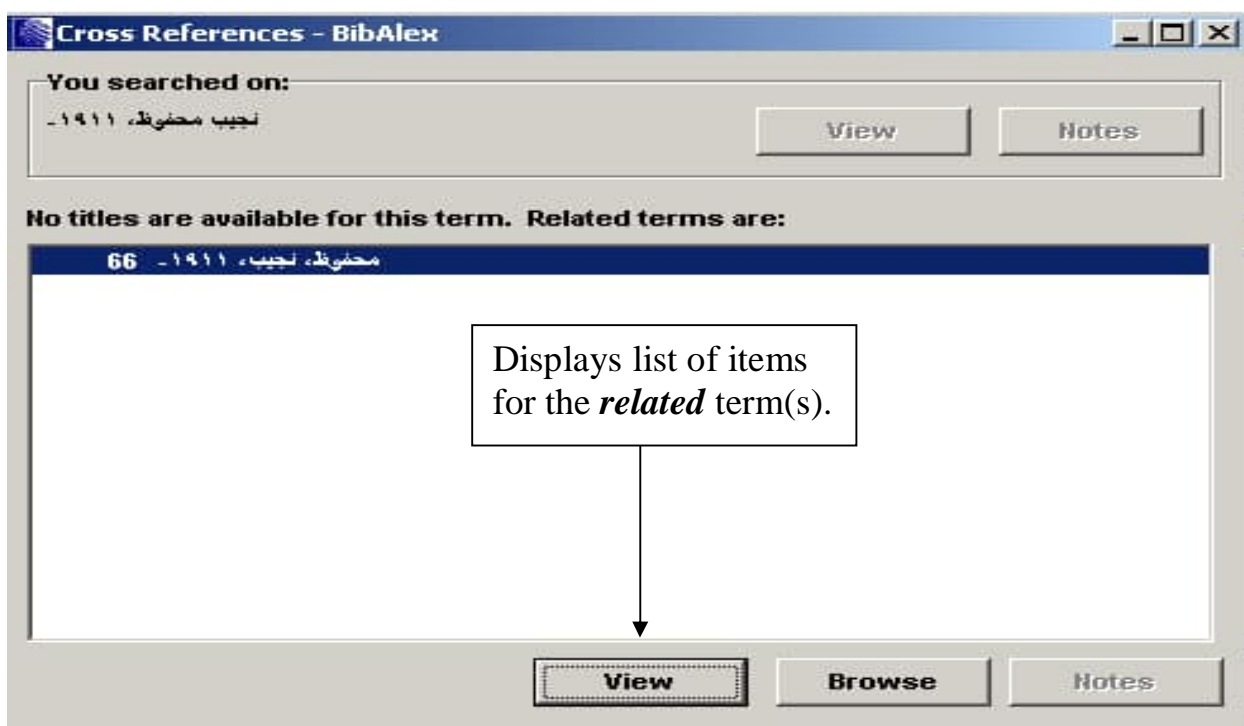 Cross References - BibAlex
You searched on:
نجيب محفوظ، ١٩١١-
View
Notes
No titles are available for this term. Related terms are:
محفوظ، نجيب، ١٩١١- 66
Displays list of items
for the related term(s).
View
Browse
Notes